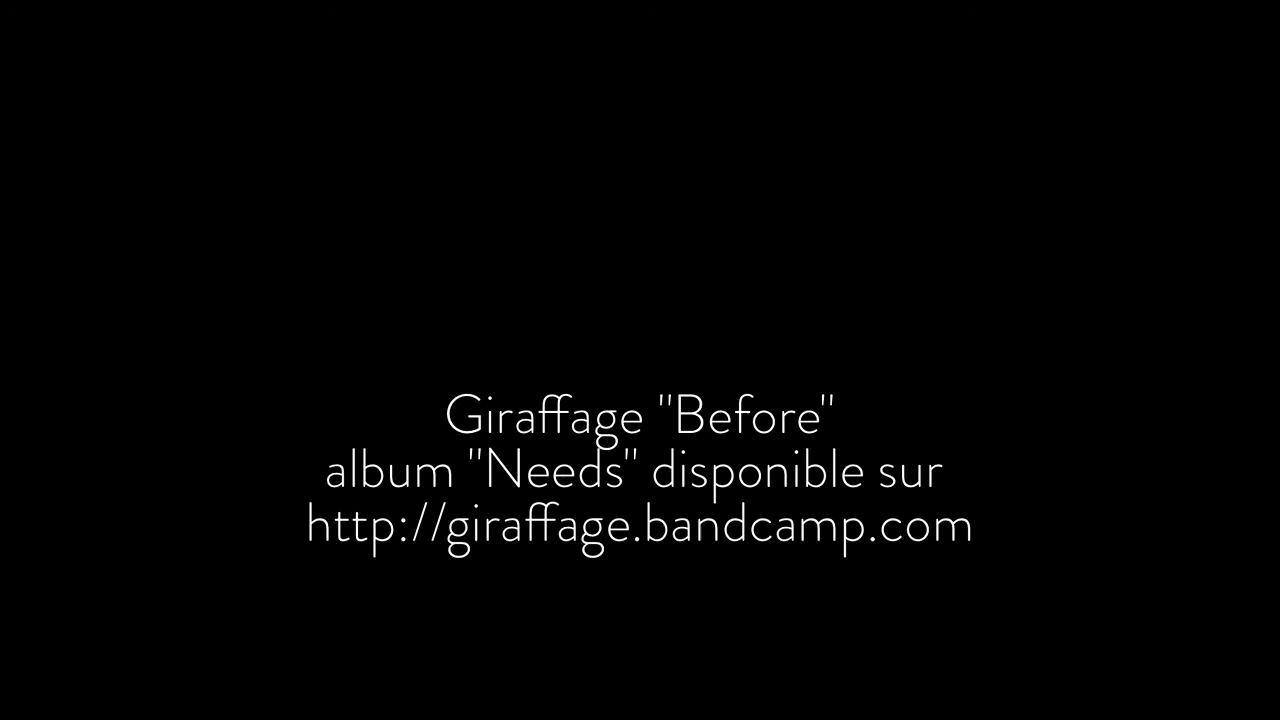 Giraffage "Before"
album "Needs" disponible sur
http://giraffage.bandcamp.com